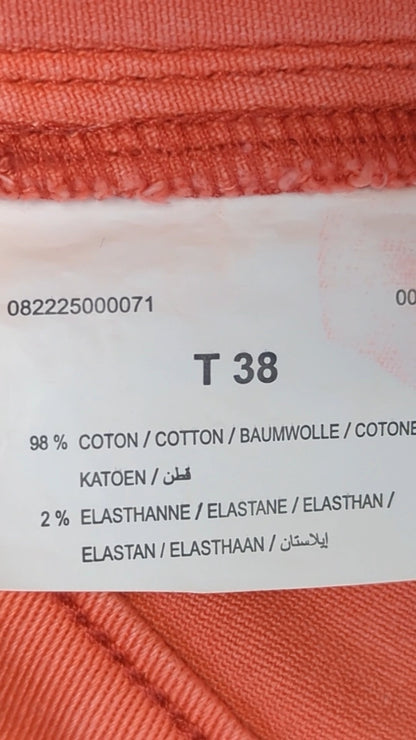 082225000071 00
T 38
98 % COTON / COTTON / BAUMWOLLE / COTONE
KATOEN / قطن
2 % ELASTHANNE / ELASTANE / ELASTHAN /
ELASTAN / ELASTHAAN / إيلاستان